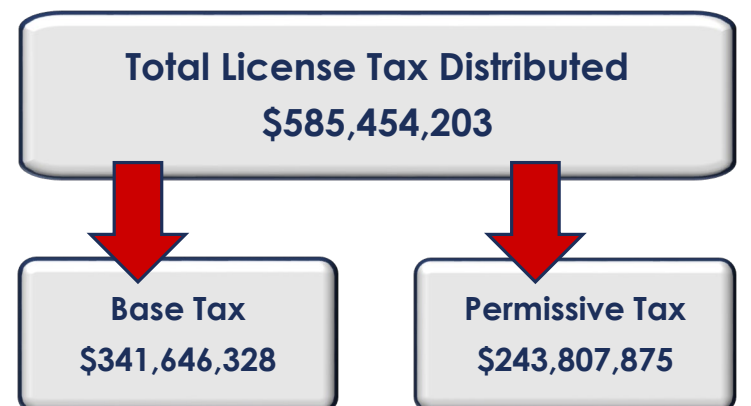 Total License Tax Distributed
$585,454,203
Base Tax
$341,646,328
Permissive Tax
$243,807,875